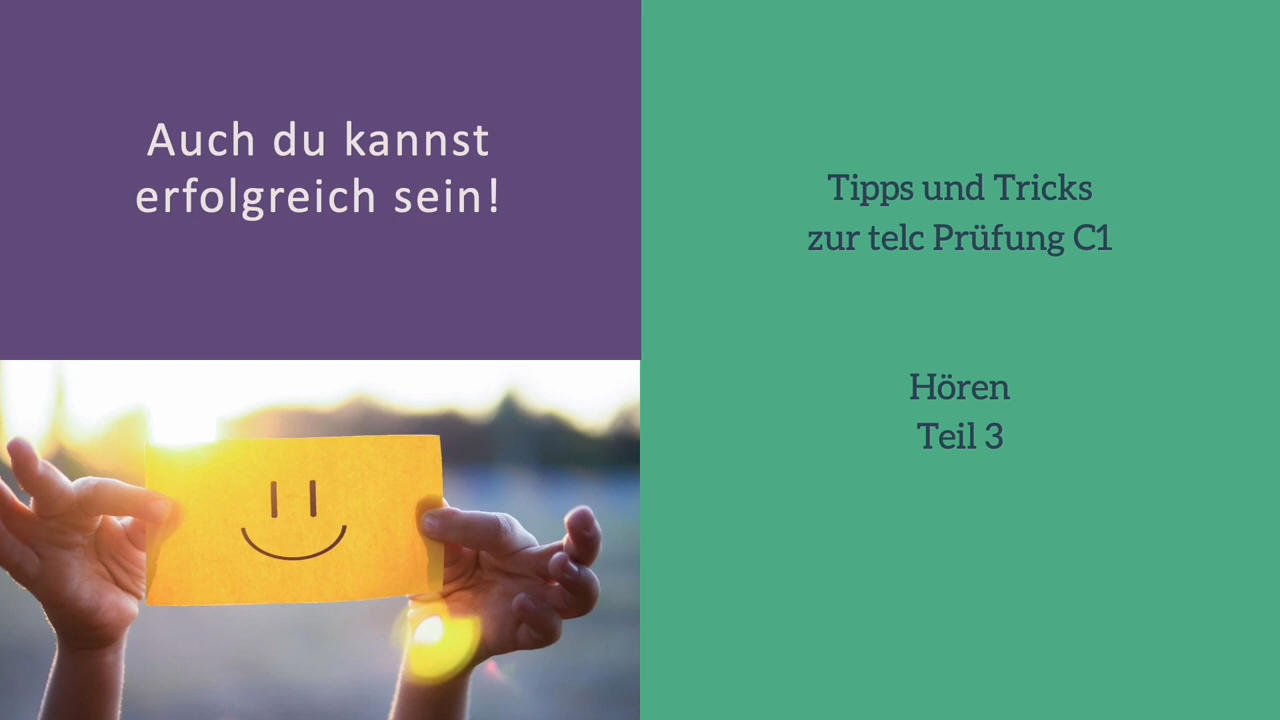 Auch du kannst
erfolgreich sein!
Tipps und Tricks
zur telc Prüfung C1
Hören
Teil 3